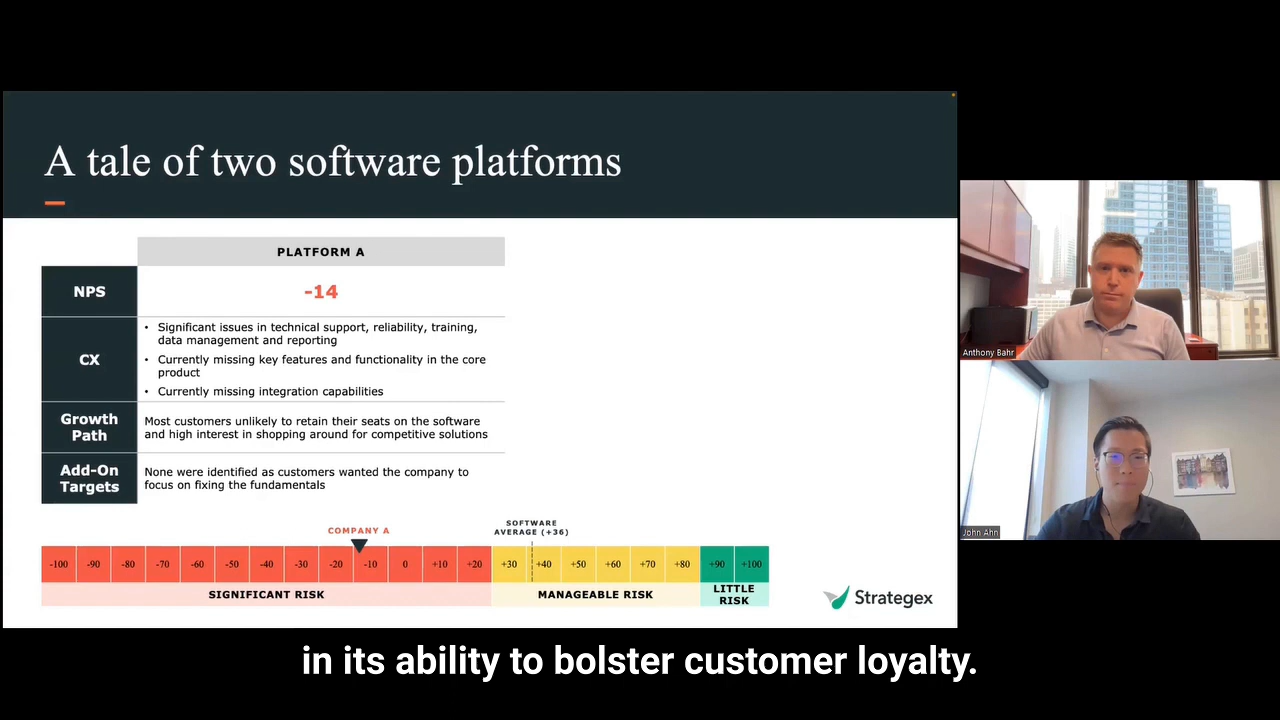 A tale of two software platforms
PLATFORM A
NPS
-14
CX
• Significant issues in technical support, reliability, training,
data management and reporting
• Currently missing key features and functionality in the core
product
• Currently missing integration capabilities
Growth
Path
Most customers unlikely to retain their seats on the software
and high interest in shopping around for competitive solutions
Add-On
Targets
None were identified as customers wanted the company to
focus on fixing the fundamentals
COMPANY A
SOFTWARE
AVERAGE (+36)
-100 -90 -80 -70 -60 -50 -40 -30 -20 -10 0 +10 +20 +30 +40 +50 +60 +70 +80 +90 +100
SIGNIFICANT RISK
MANAGEABLE RISK
LITTLE
RISK
Strategex
Anthony Bahr
John Ahn
in its ability to bolster customer loyalty.